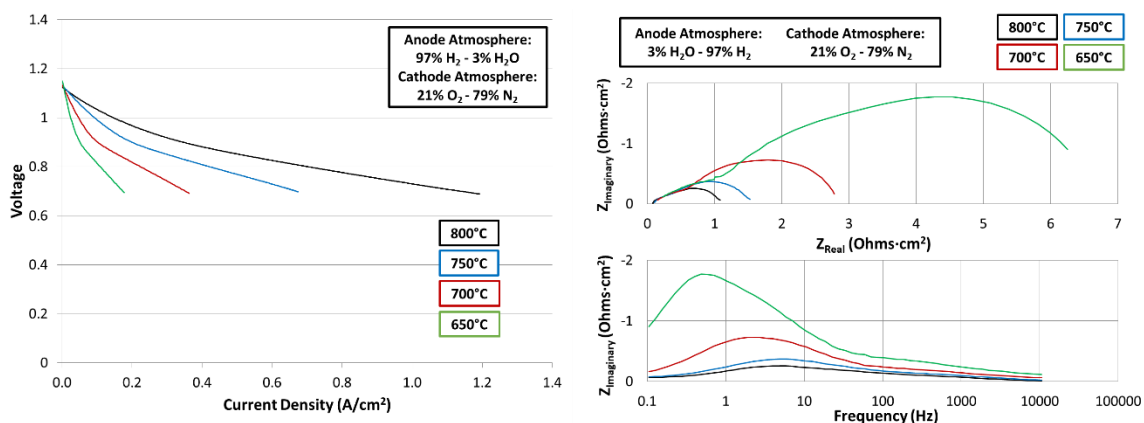 1.4
1.2
1
0.8
0.6
0.4
0.2
0
Voltage
Anode Atmosphere:
97% H₂ - 3% H₂O
Cathode Atmosphere:
21% O₂ - 79% N₂
800°C
750°C
700°C
650°C
0.0 0.2 0.4 0.6 0.8 1.0 1.2 1.4
Current Density (A/cm²)
Anode Atmosphere: Cathode Atmosphere:
3% H₂O - 97% H₂ 21% O₂ - 79% N₂
800°C 750°C
700°C 650°C
-2
-1
0
Z_Imaginary (Ohms·cm²)
0 1 2 3 4 5 6 7
Z_Real (Ohms·cm²)
-2
-1
0
Z_Imaginary (Ohms·cm²)
0.1 1 10 100 1000 10000 100000
Frequency (Hz)